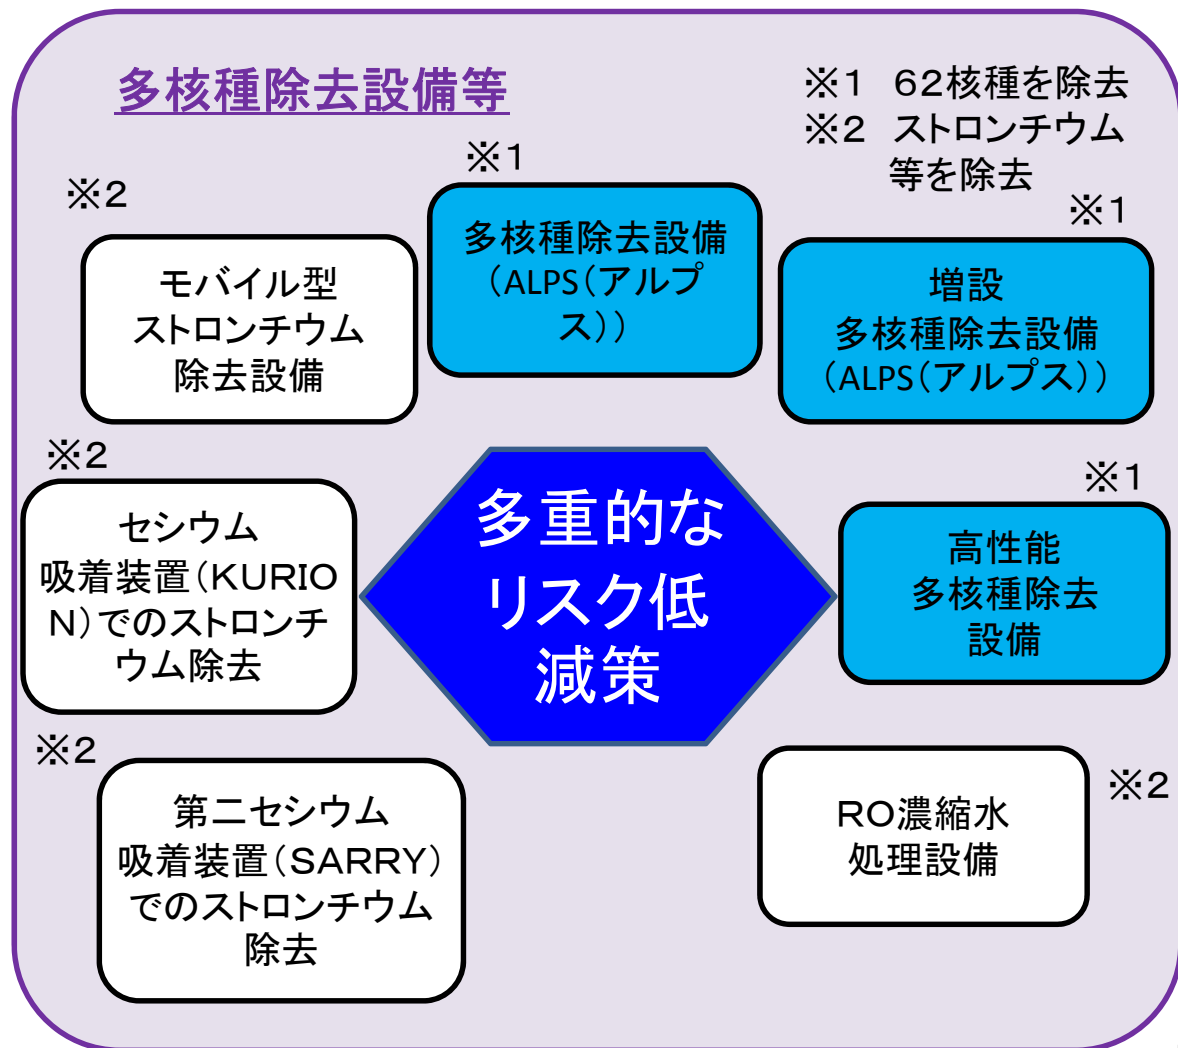 多核種除去設備等
※1 62核種を除去
※2 ストロンチウム
等を除去
※2
モバイル型
ストロンチウム
除去設備
※1
多核種除去設備
(ALPS(アルプ
ス))
※1
増設
多核種除去設備
(ALPS(アルプス))
※2
セシウム
吸着装置(KURIO
N)でのストロンチ
ウム除去
多重的な
リスク低
減策
※1
高性能
多核種除去
設備
※2
第二セシウム
吸着装置(SARRY)
でのストロンチウム
除去
RO濃縮水
処理設備
※2